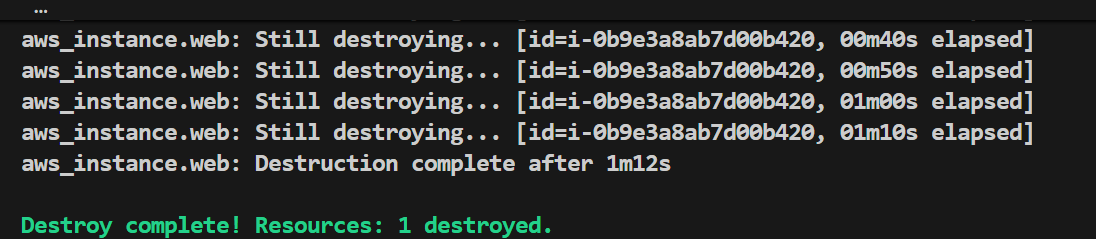 ...
aws_instance.web: Still destroying... [id=i-0b9e3a8ab7d00b420, 00m40s elapsed]
aws_instance.web: Still destroying... [id=i-0b9e3a8ab7d00b420, 00m50s elapsed]
aws_instance.web: Still destroying... [id=i-0b9e3a8ab7d00b420, 01m00s elapsed]
aws_instance.web: Still destroying... [id=i-0b9e3a8ab7d00b420, 01m10s elapsed]
aws_instance.web: Destruction complete after 1m12s
Destroy complete! Resources: 1 destroyed.